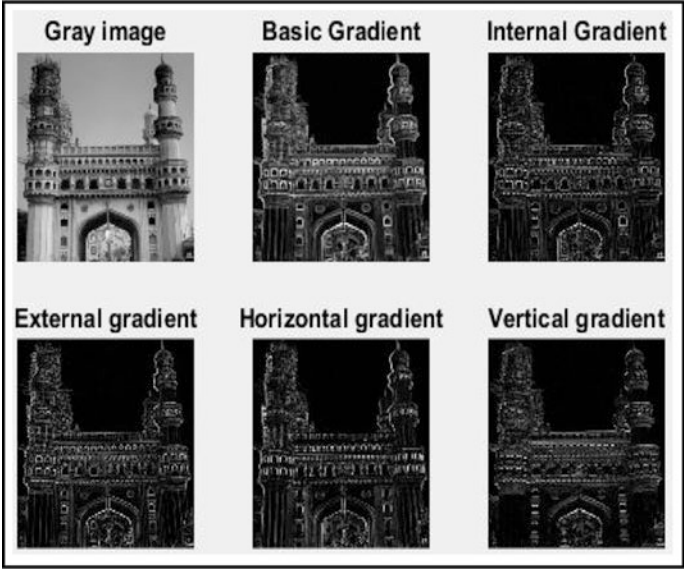 Gray image
Basic Gradient
Internal Gradient
External gradient
Horizontal gradient
Vertical gradient